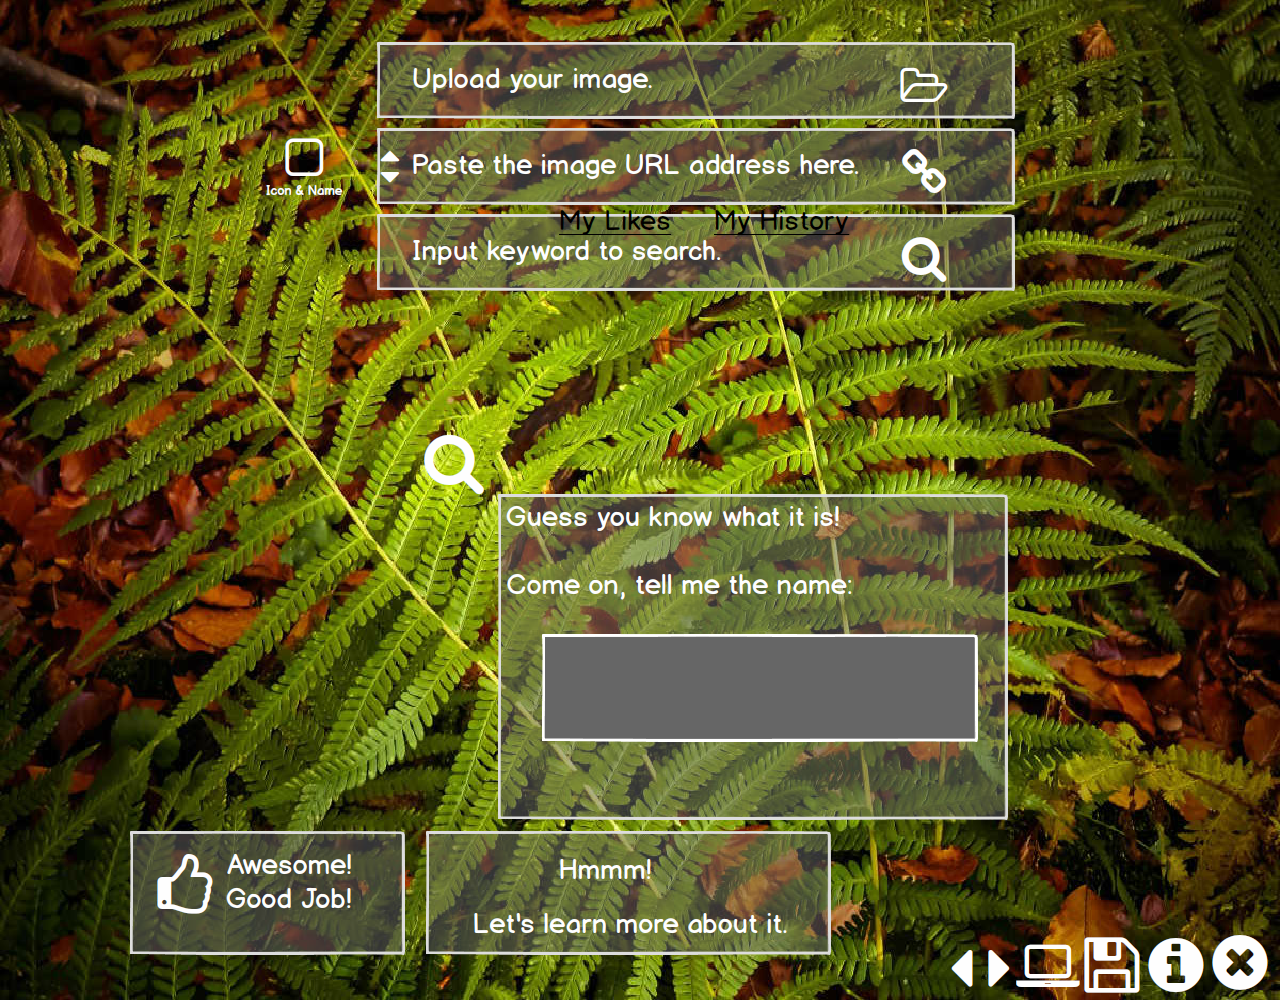 Upload your image.
Paste the image URL address here.
Icon & Name
My Likes My History
Input keyword to search.
Guess you know what it is!
Come on, tell me the name:
Awesome!
Good Job!
Hmmm!
Let's learn more about it.